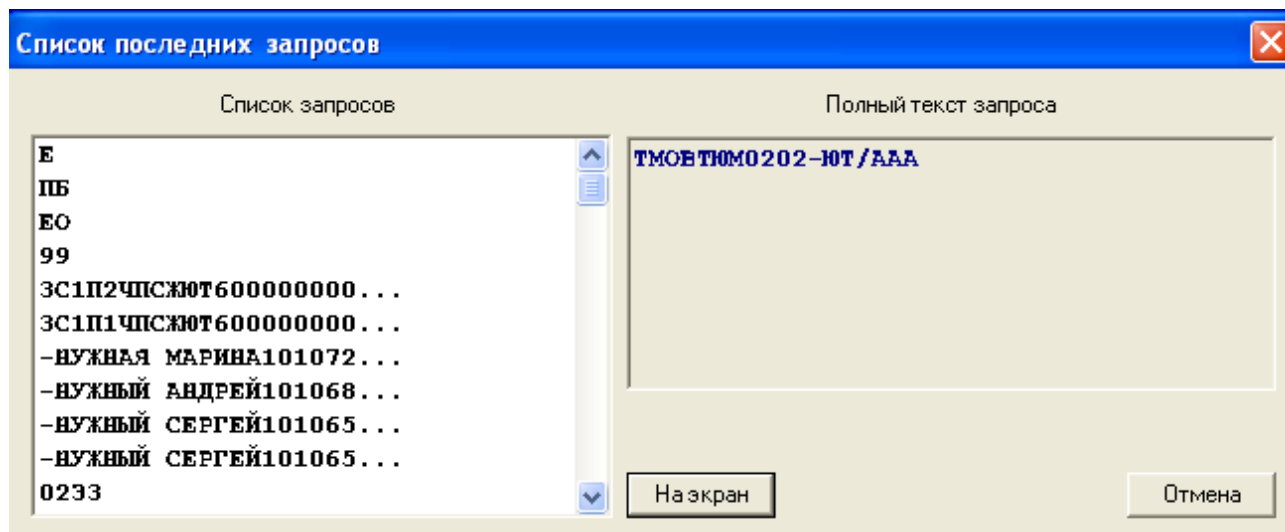 Список последних запросов
Список запросов
Полный текст запроса
Е
ПБ
ЕО
99
ЗС1П2ЧПСЖЮТ600000000...
ЗС1П1ЧПСЖЮТ600000000...
-НУЖНАЯ МАРИНА101072...
-НУЖНЫЙ АНДРЕЙ101068...
-НУЖНЫЙ СЕРГЕЙ101065...
-НУЖНЫЙ СЕРГЕЙ101065...
02ЭЗ
ТМОВТЮМ0202-ЮТ/ААА
На экран
Отмена